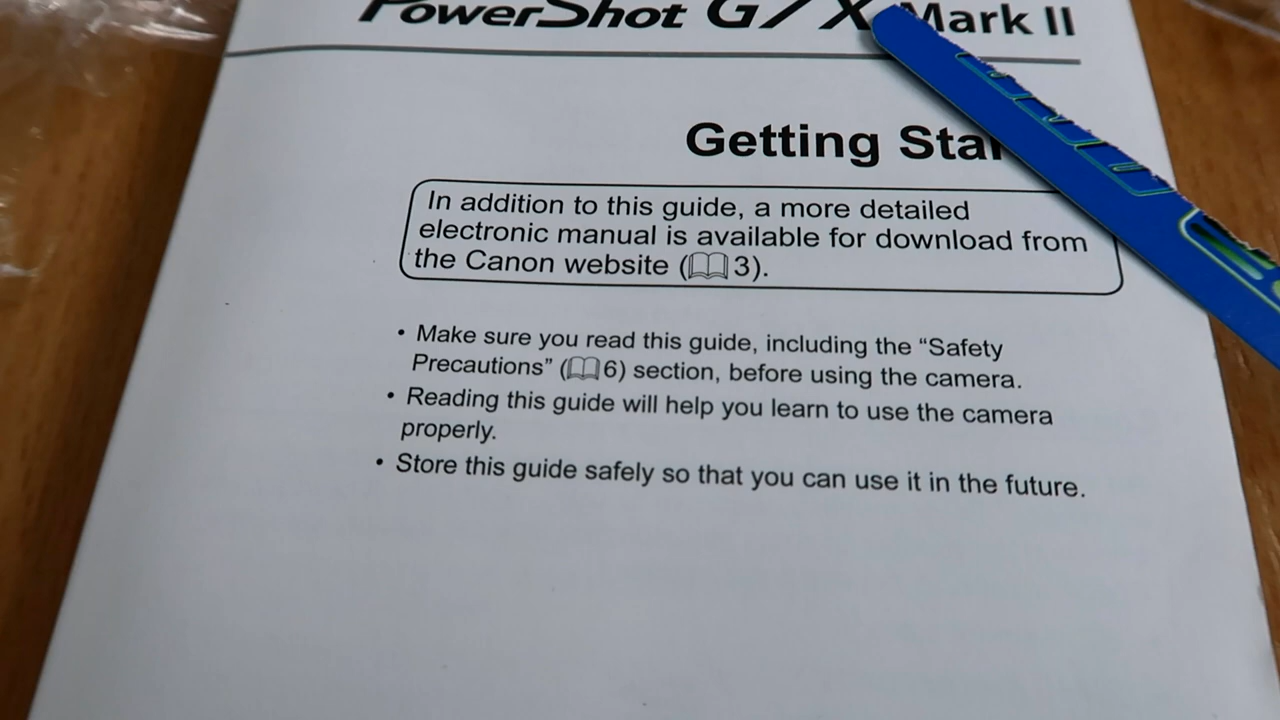 PowerShot G7 X Mark II
Getting Star
In addition to this guide, a more detailed
electronic manual is available for download from
the Canon website (3).
• Make sure you read this guide, including the “Safety
Precautions” (6) section, before using the camera.
• Reading this guide will help you learn to use the camera
properly.
• Store this guide safely so that you can use it in the future.